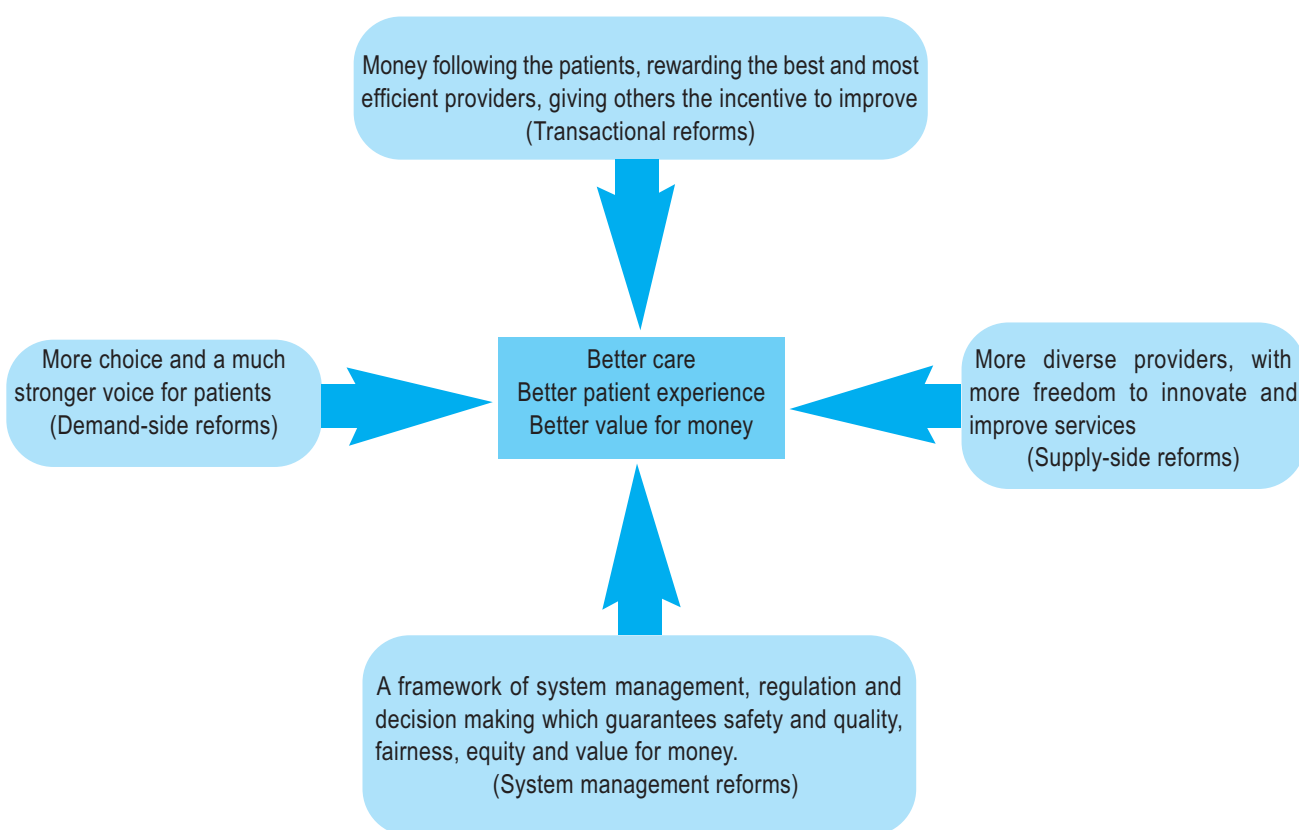 Money following the patients, rewarding the best and most
efficient providers, giving others the incentive to improve
(Transactional reforms)
More choice and a much
stronger voice for patients
(Demand-side reforms)
Better care
Better patient experience
Better value for money
More diverse providers, with
more freedom to innovate and
improve services
(Supply-side reforms)
A framework of system management, regulation and
decision making which guarantees safety and quality,
fairness, equity and value for money.
(System management reforms)